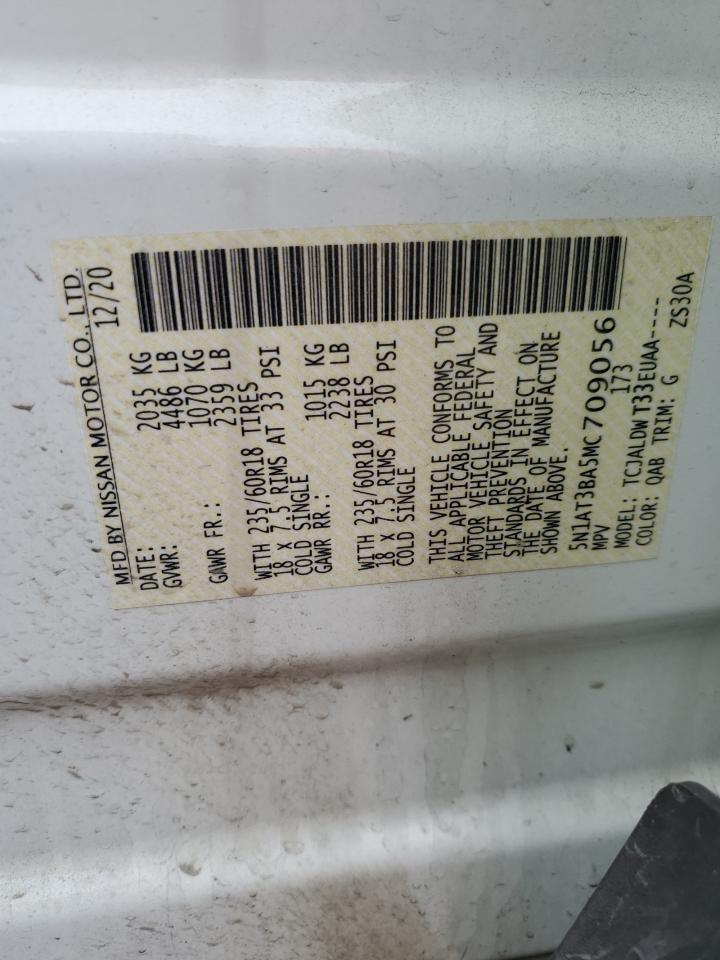 MFD BY NISSAN MOTOR CO., LTD.
DATE: 12/20
GVWR: 2035 KG
4486 LB
GAWR FR.: 1070 KG
2359 LB
WITH 235/60R18 TIRES
18 X 7.5 RIMS AT 33 PSI
COLD SINGLE
GAWR RR.: 1015 KG
2238 LB
WITH 235/60R18 TIRES
18 X 7.5 RIMS AT 30 PSI
COLD SINGLE
THIS VEHICLE CONFORMS TO
ALL APPLICABLE FEDERAL
MOTOR VEHICLE SAFETY AND
THEFT PREVENTION
STANDARDS IN EFFECT ON
THE DATE OF MANUFACTURE
SHOWN ABOVE.
5N1AT3BA5MC709056
MPV 173
MODEL: TCJALDWT33EUAA----
COLOR: QAB TRIM: G ZS30A